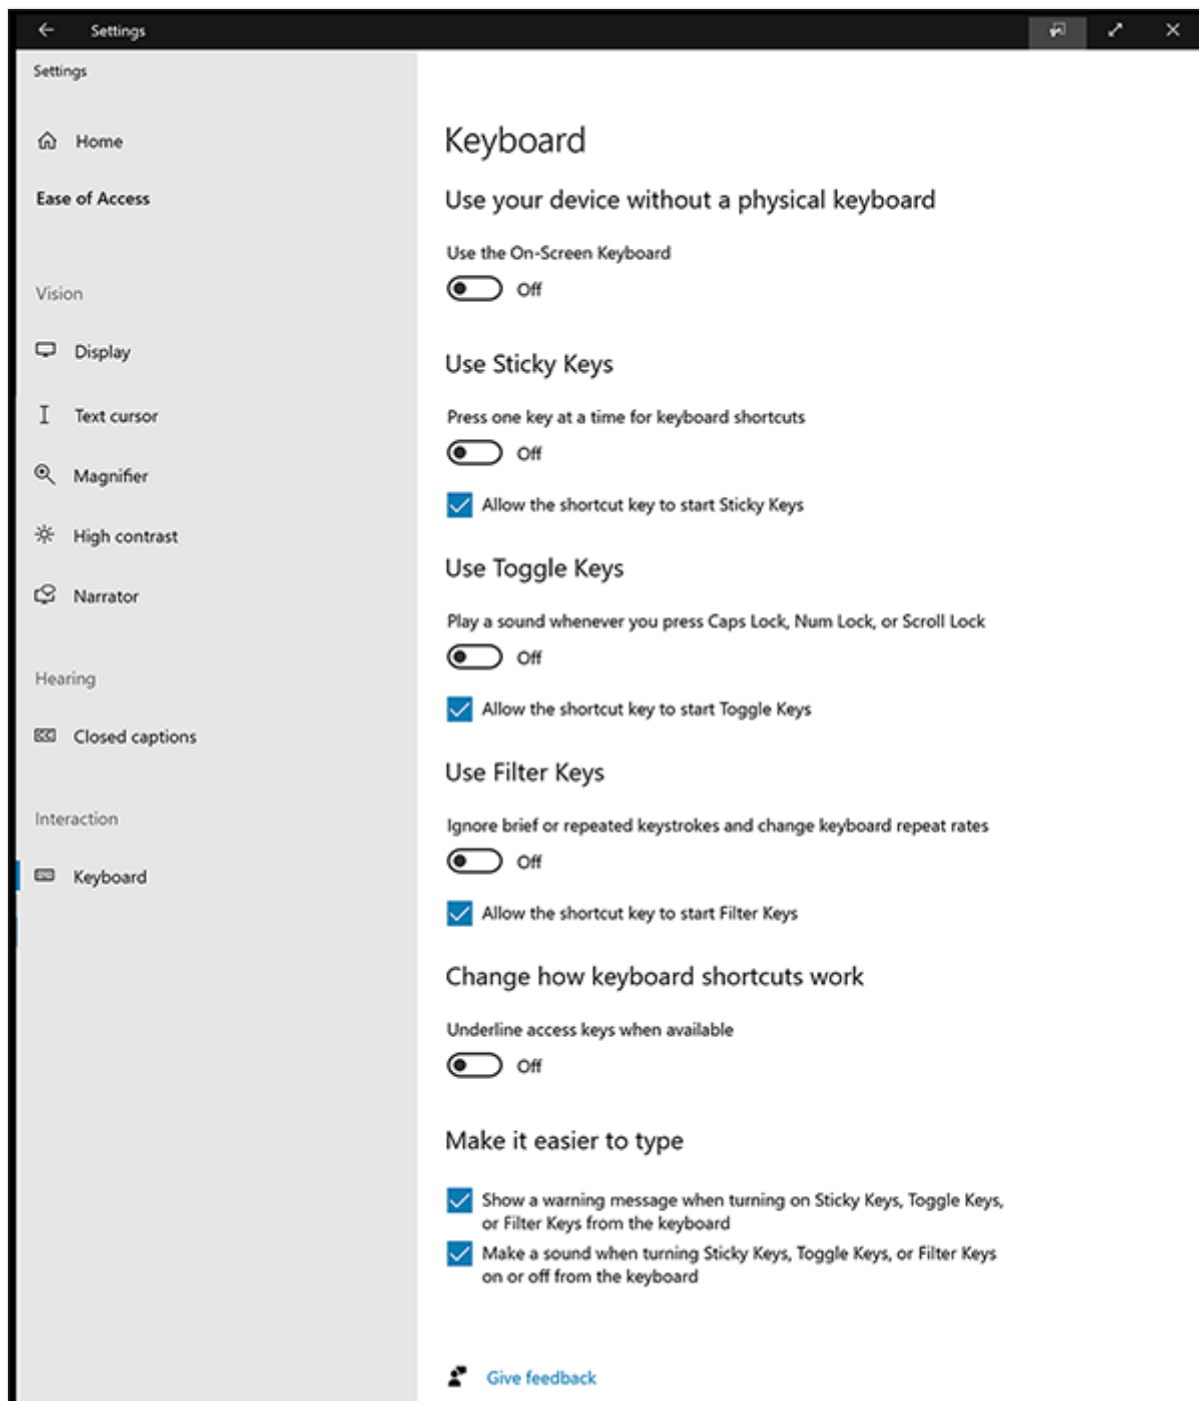 Settings
Settings
Home
Ease of Access
Vision
Display
Text cursor
Magnifier
High contrast
Narrator
Hearing
Closed captions
Interaction
Keyboard
Keyboard
Use your device without a physical keyboard
Use the On-Screen Keyboard
Off
Use Sticky Keys
Press one key at a time for keyboard shortcuts
Off
Allow the shortcut key to start Sticky Keys
Use Toggle Keys
Play a sound whenever you press Caps Lock, Num Lock, or Scroll Lock
Off
Allow the shortcut key to start Toggle Keys
Use Filter Keys
Ignore brief or repeated keystrokes and change keyboard repeat rates
Off
Allow the shortcut key to start Filter Keys
Change how keyboard shortcuts work
Underline access keys when available
Off
Make it easier to type
Show a warning message when turning on Sticky Keys, Toggle Keys,
or Filter Keys from the keyboard
Make a sound when turning Sticky Keys, Toggle Keys, or Filter Keys
on or off from the keyboard
Give feedback